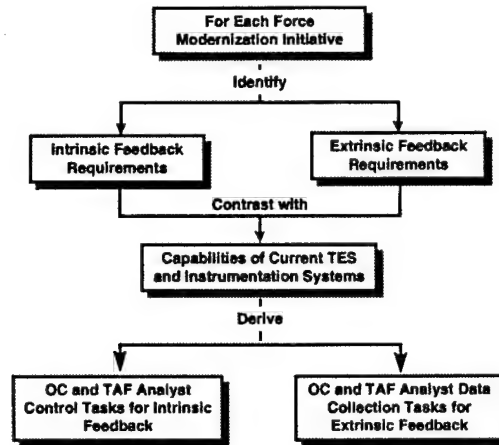 For Each Force
Modernization Initiative
Identify
Intrinsic Feedback
Requirements
Extrinsic Feedback
Requirements
Contrast with
Capabilities of Current TES
and Instrumentation Systems
Derive
OC and TAF Analyst
Control Tasks for Intrinsic
Feedback
OC and TAF Analyst Data
Collection Tasks for
Extrinsic Feedback